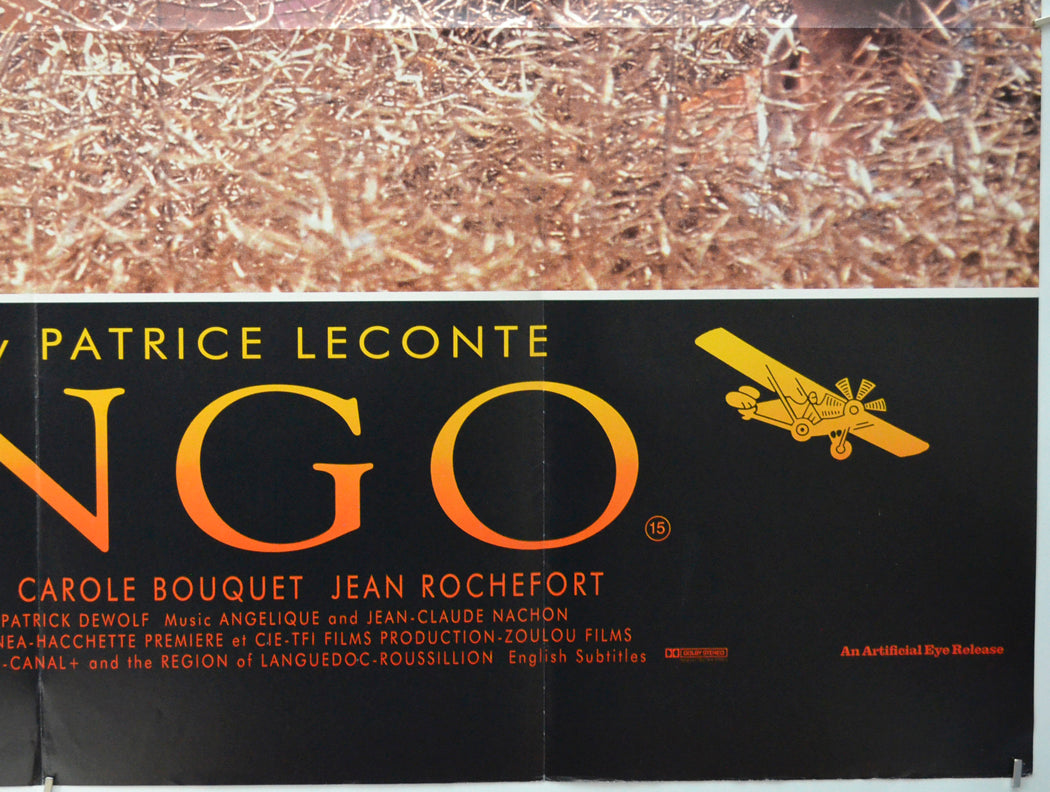 PATRICE LECONTE
NGO
15
CAROLE BOUQUET JEAN ROCHEFORT
PATRICK DEWOLF Music ANGELIQUE and JEAN-CLAUDE NACHON
NEA-HACCHETTE PREMIERE et CIE-TFI FILMS PRODUCTION-ZOULOU FILMS
-CANAL+ and the REGION of LANGUEDOC-ROUSSILLION English Subtitles
DOLBY STEREO
An Artificial Eye Release